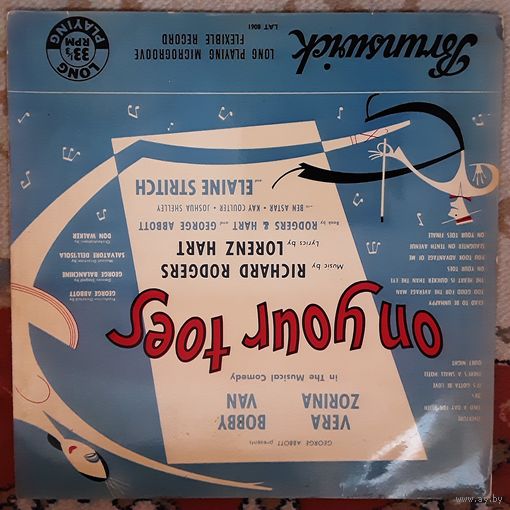 GEORGE ABBOTT presents
VERA ZORINA
BOBBY VAN
in The Musical Comedy
on your toes
Music by RICHARD RODGERS
Lyrics by LORENZ HART
Book by RODGERS & HART and GEORGE ABBOTT
with BEN ASTAR • KAY COULTER • JOSHUA SHELLEY
and ELAINE STRITCH
OVERTURE
TWO A DAY FOR KEITH
IT'S GOTTA BE LOVE
THERE'S A SMALL HOTEL
QUIET NIGHT
GLAD TO BE UNHAPPY
TOO GOOD FOR THE AVERAGE MAN
THE HEART IS QUICKER THAN THE EYE
ON YOUR TOES
YOU TOOK ADVANTAGE OF ME
SLAUGHTER ON TENTH AVENUE
ON YOUR TOES FINALE
Production Directed by
GEORGE ABBOTT
GEORGE BALANCHINE
Musical Direction by
SALVATORE DELL'ISOLA
Orchestrations by
DON WALKER
Brunswick
LONG PLAYING MICROGROOVE
FLEXIBLE RECORD
LAT 8061
LONG
33⅓
RPM
PLAYING
www.ay.by